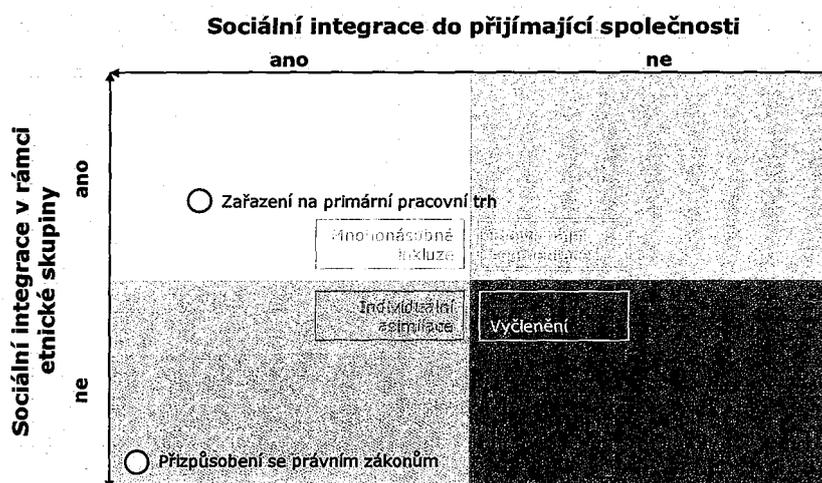 Sociální integrace do přijímající společnosti
ano
ne
Sociální integrace v rámci
etnické skupiny
ano
ne
Zařazení na primární pracovní trh
Mnohonásobná
inkluze
Individuální
asimilace
Vyčlenění
Přizpůsobení se právním zákonům